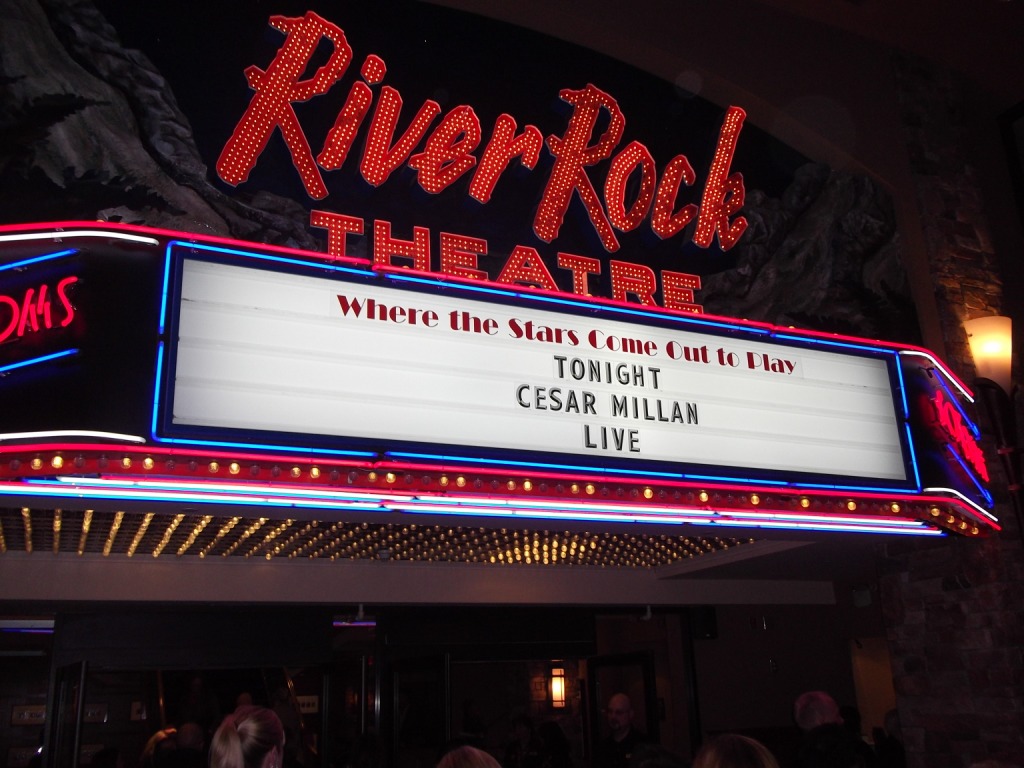 River Rock
THEATRE
Where the Stars Come Out to Play
TONIGHT
CESAR MILLAN
LIVE